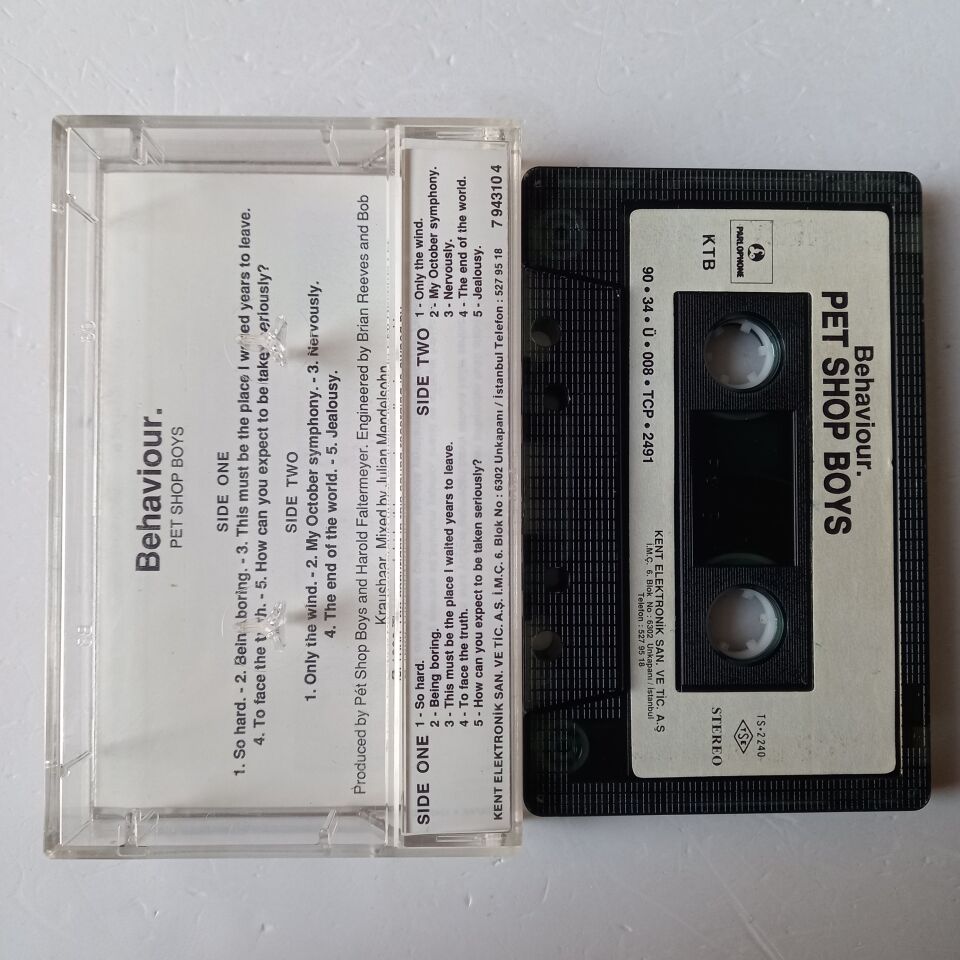 Behaviour.
PET SHOP BOYS
SIDE ONE
1. So hard. - 2. Being boring. - 3. This must be the place I waited years to leave.
4. To face the truth. - 5. How can you expect to be taken seriously?
SIDE TWO
1. Only the wind. - 2. My October symphony. - 3. Nervously.
4. The end of the world. - 5. Jealousy.
Produced by Pét Shop Boys and Harold Faltermeyer. Engineered by Brian Reeves and Bob
Kraushaar. Mixed by Julian Mendelsohn.
SIDE ONE
1 - So hard.
2 - Being boring.
3 - This must be the place I waited years to leave.
4 - To face the truth.
5 - How can you expect to be taken seriously?
SIDE TWO
1 - Only the wind.
2 - My October symphony.
3 - Nervously.
4 - The end of the world.
5 - Jealousy.
KENT ELEKTRONİK SAN. VE TİC. A.Ş. İ.M.Ç. 6. Blok No : 6302 Unkapanı / İstanbul Telefon : 527 95 18 7 94310 4
Behaviour.
PET SHOP BOYS
PARLOPHONE
KTB
90 • 34 • Ü • 008 • TCP • 2491
KENT ELEKTRONİK SAN. VE TİC. A.Ş
İ.M.Ç. 6. Blok No : 6302 Unkapanı / İstanbul
Telefon : 527 95 18
TS-2240
TSE
STEREO